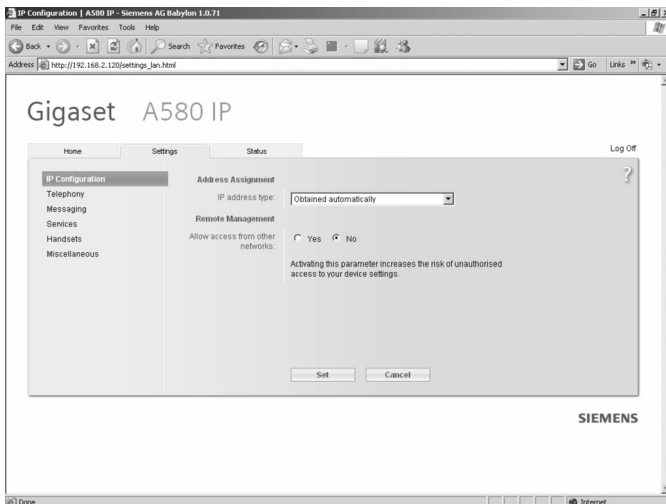 IP Configuration | A580 IP - Siemens AG Babylon 1.0.71
File Edit View Favorites Tools Help
Back Search Favorites
Address http://192.168.2.120/settings_lan.html Go Links »
Gigaset A580 IP
Home Settings Status Log Off
IP Configuration
Telephony
Messaging
Services
Handsets
Miscellaneous
?
Address Assignment
IP address type: Obtained automatically
Remote Management
Allow access from other networks: Yes No
Activating this parameter increases the risk of unauthorised
access to your device settings.
Set Cancel
SIEMENS
Done Internet